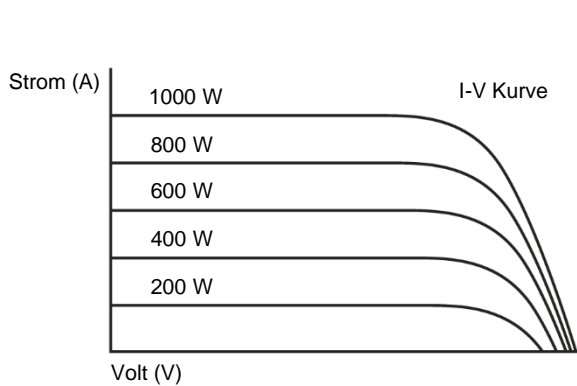 Strom (A)
I-V Kurve
1000 W
800 W
600 W
400 W
200 W
Volt (V)